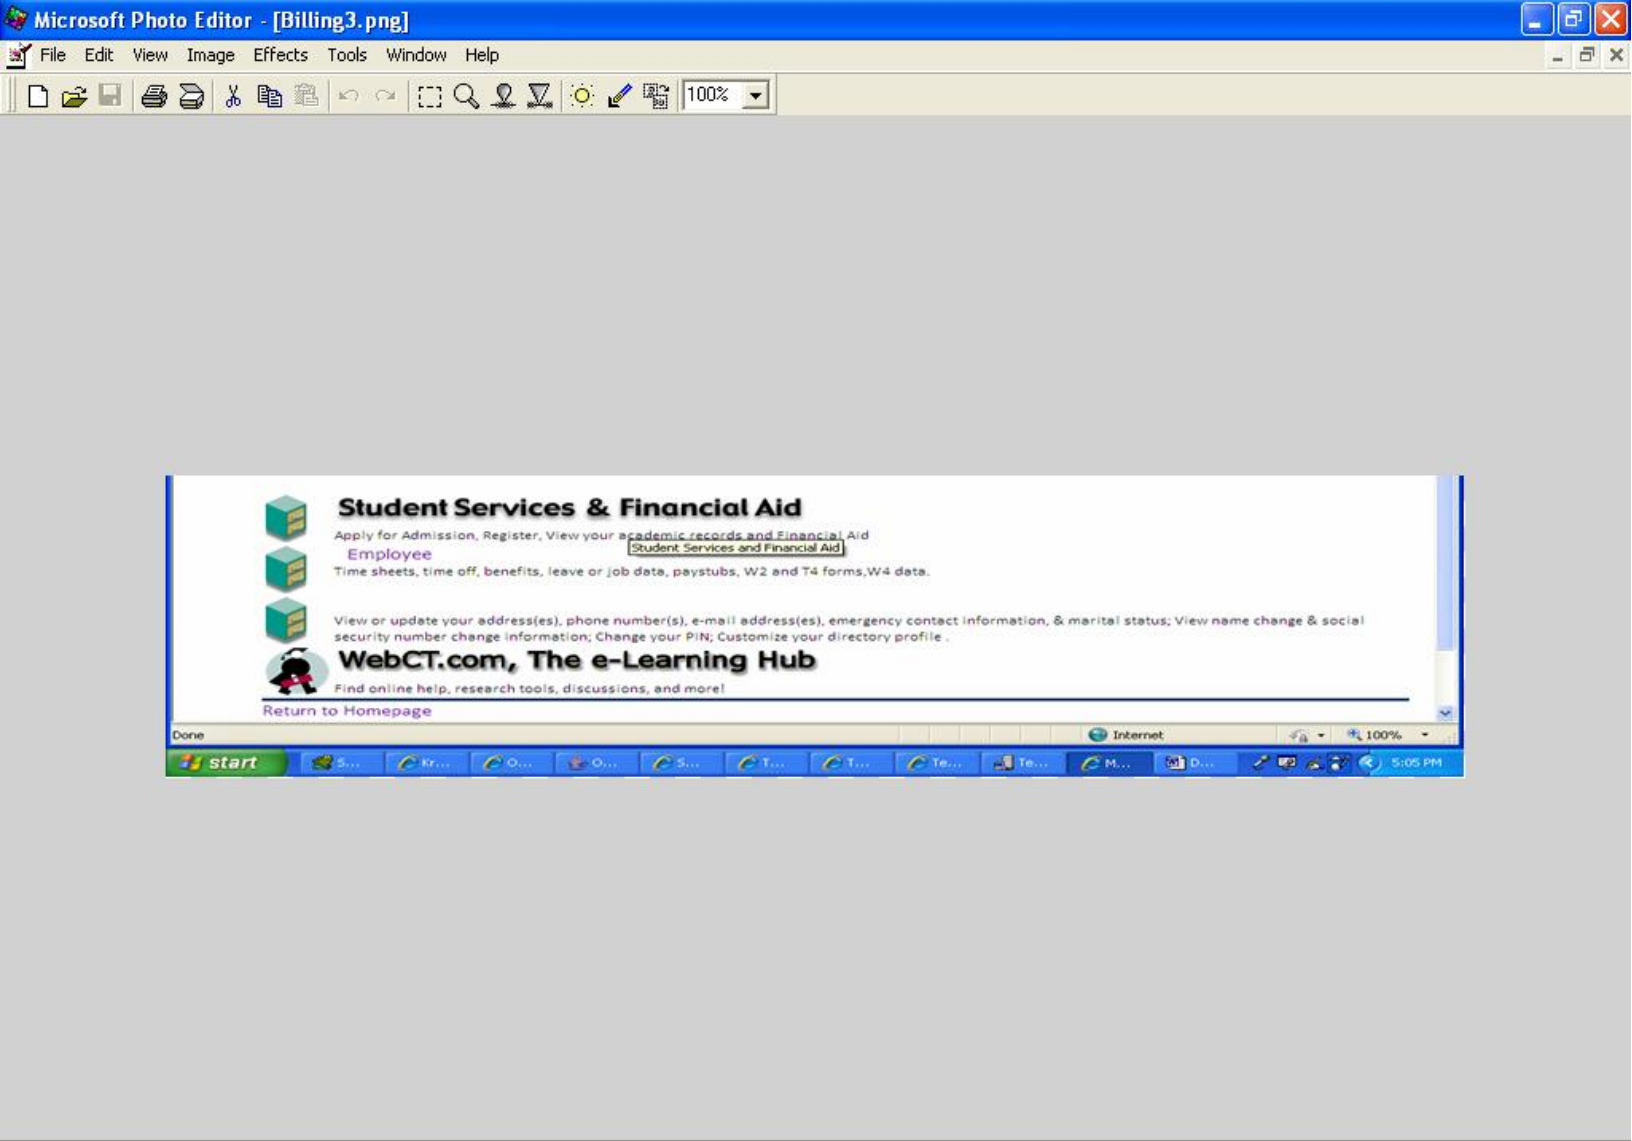 Microsoft Photo Editor - [Billing3.png]
File Edit View Image Effects Tools Window Help
100%
Student Services & Financial Aid
Apply for Admission, Register, View your academic records and Financial Aid
Student Services and Financial Aid
Employee
Time sheets, time off, benefits, leave or job data, paystubs, W2 and T4 forms,W4 data.
View or update your address(es), phone number(s), e-mail address(es), emergency contact information, & marital status; View name change & social
security number change information; Change your PIN; Customize your directory profile .
WebCT.com, The e-Learning Hub
Find online help, research tools, discussions, and more!
Return to Homepage
Done Internet 100%
start S... Kr... O... O... S... T... T... Te... Te... M... D... 5:05 PM